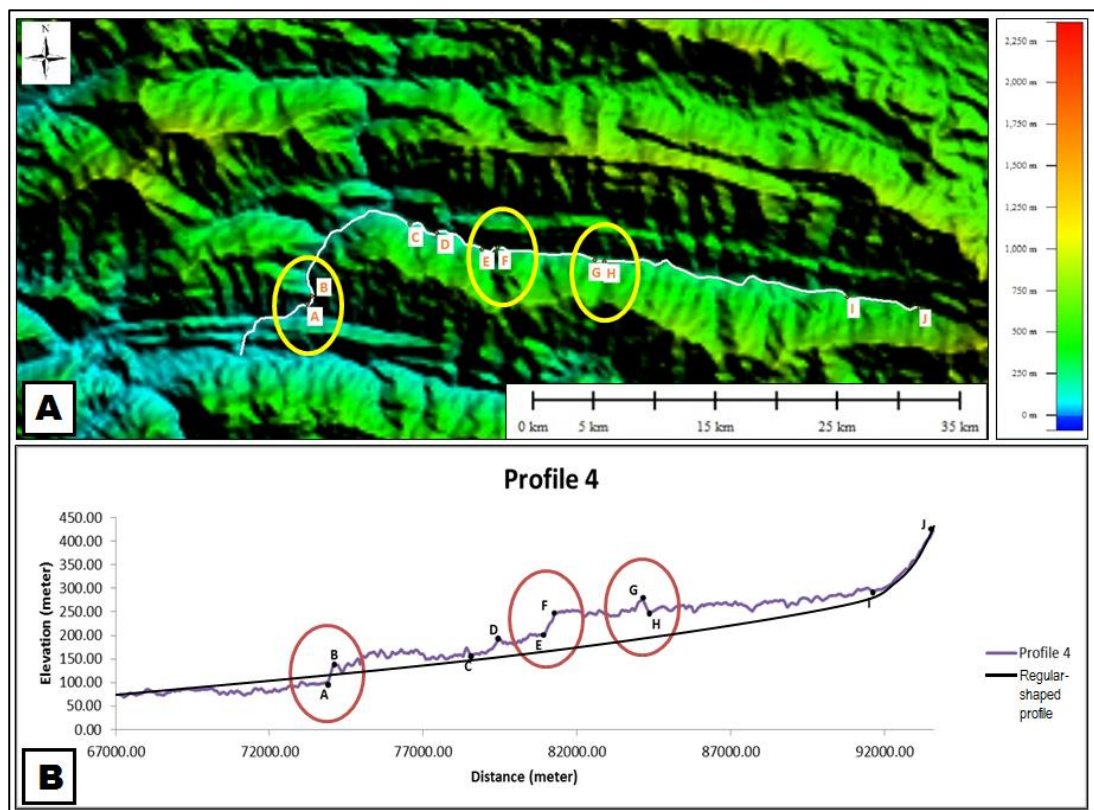 N
2,250 m
2,000 m
1,750 m
1,500 m
1,250 m
1,000 m
750 m
500 m
250 m
0 m
C
D
E F
G H
B
A
I
J
0 km 5 km 15 km 25 km 35 km
A
Profile 4
Elevation (meter)
450.00
400.00
350.00
300.00
250.00
200.00
150.00
100.00
50.00
0.00
J
G
F
H
I
D
E
B
C
A
Profile 4
Regular-
shaped
profile
67000.00 72000.00 77000.00 82000.00 87000.00 92000.00
Distance (meter)
B